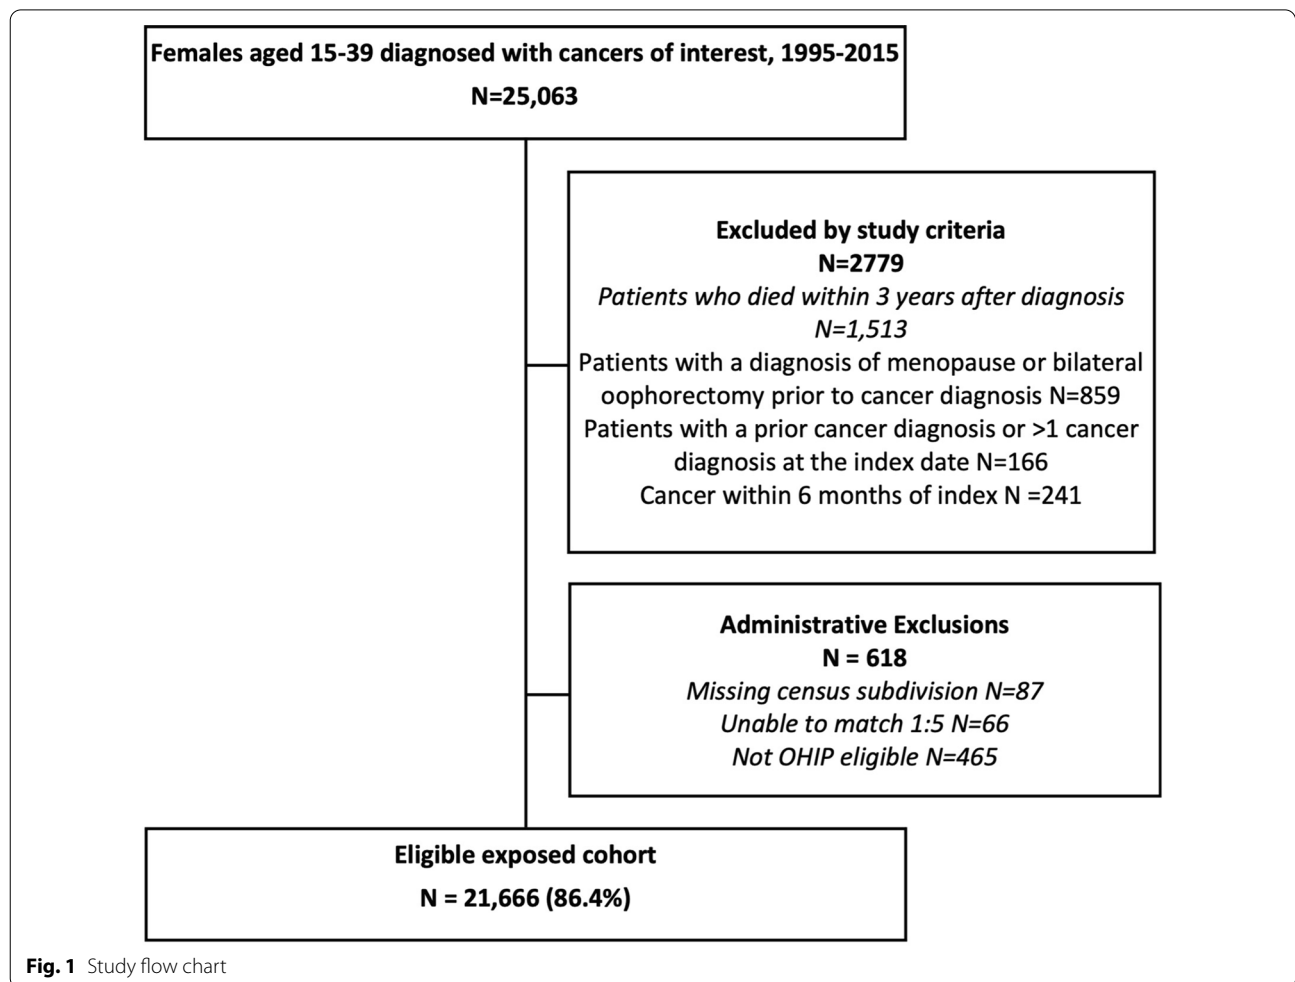 Females aged 15-39 diagnosed with cancers of interest, 1995-2015
N=25,063
Excluded by study criteria
N=2779
Patients who died within 3 years after diagnosis
N=1,513
Patients with a diagnosis of menopause or bilateral
oophorectomy prior to cancer diagnosis N=859
Patients with a prior cancer diagnosis or >1 cancer
diagnosis at the index date N=166
Cancer within 6 months of index N =241
Administrative Exclusions
N = 618
Missing census subdivision N=87
Unable to match 1:5 N=66
Not OHIP eligible N=465
Eligible exposed cohort
N = 21,666 (86.4%)
Fig. 1 Study flow chart